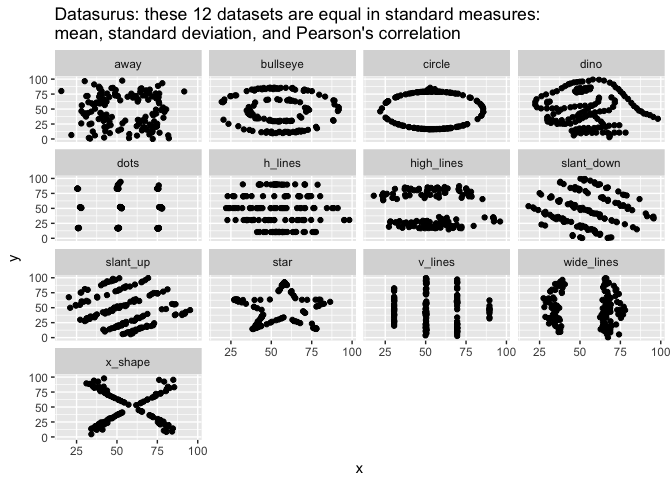 Datasurus: these 12 datasets are equal in standard measures:
mean, standard deviation, and Pearson's correlation
away bullseye circle dino
100
75
50
25
0
dots h_lines high_lines slant_down
100
75
50
25
0
slant_up star v_lines wide_lines
100
75
50
25
0
25 50 75 100 25 50 75 100 25 50 75 100
x_shape
100
75
50
25
0
25 50 75 100
y
x